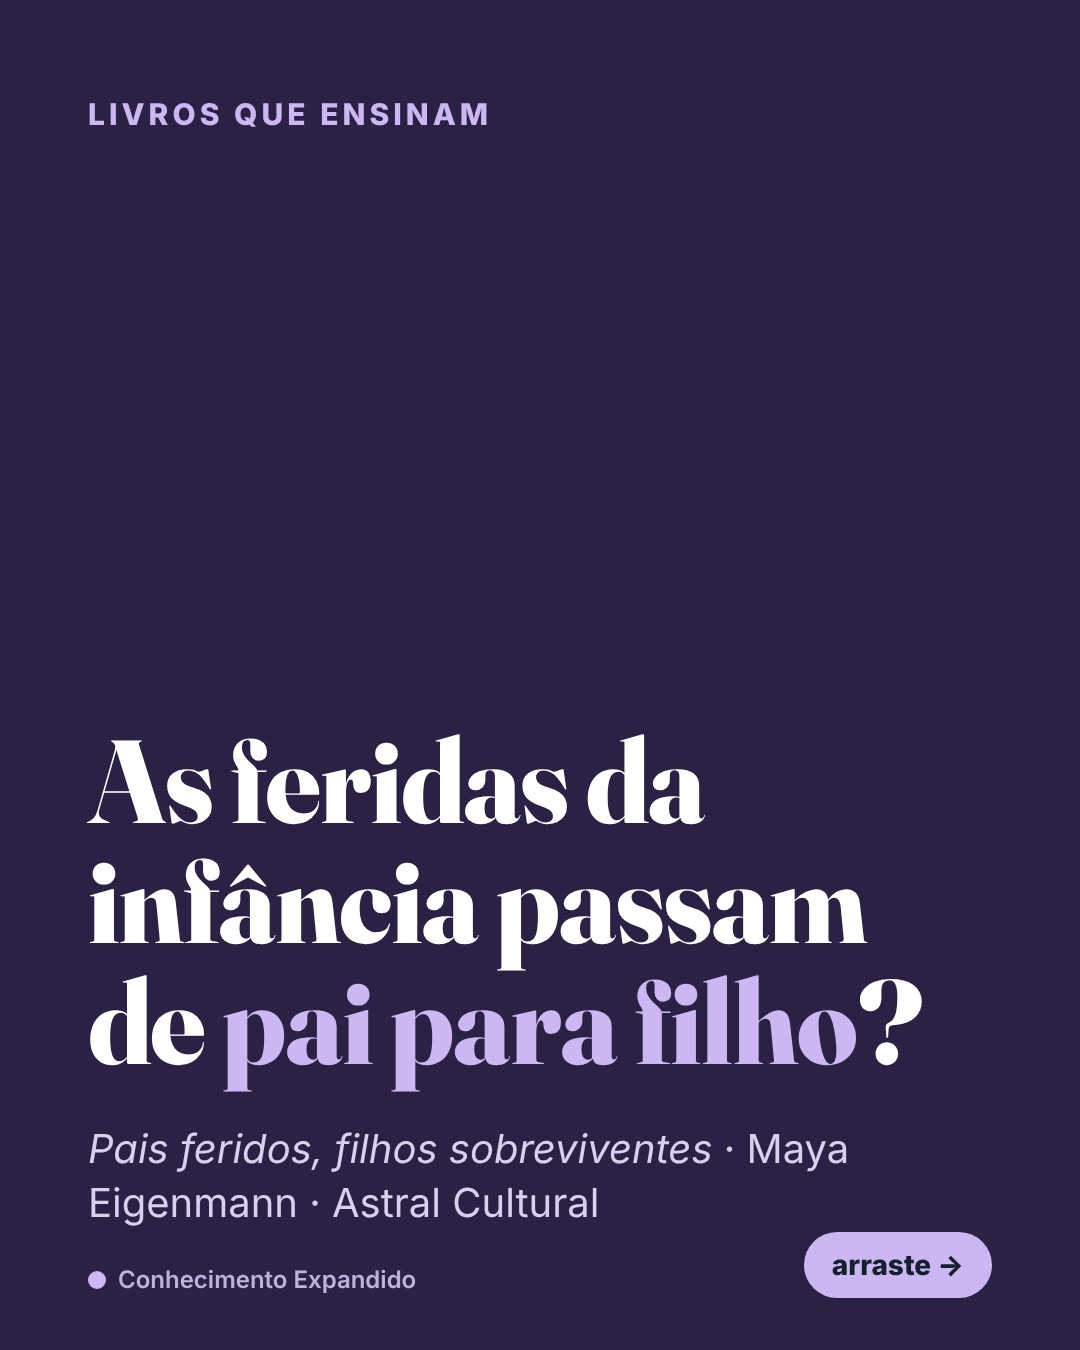 LIVROS QUE ENSINAM
As feridas da
infância passam
de pai para filho?
Pais feridos, filhos sobreviventes · Maya
Eigenmann · Astral Cultural
Conhecimento Expandido
arraste →